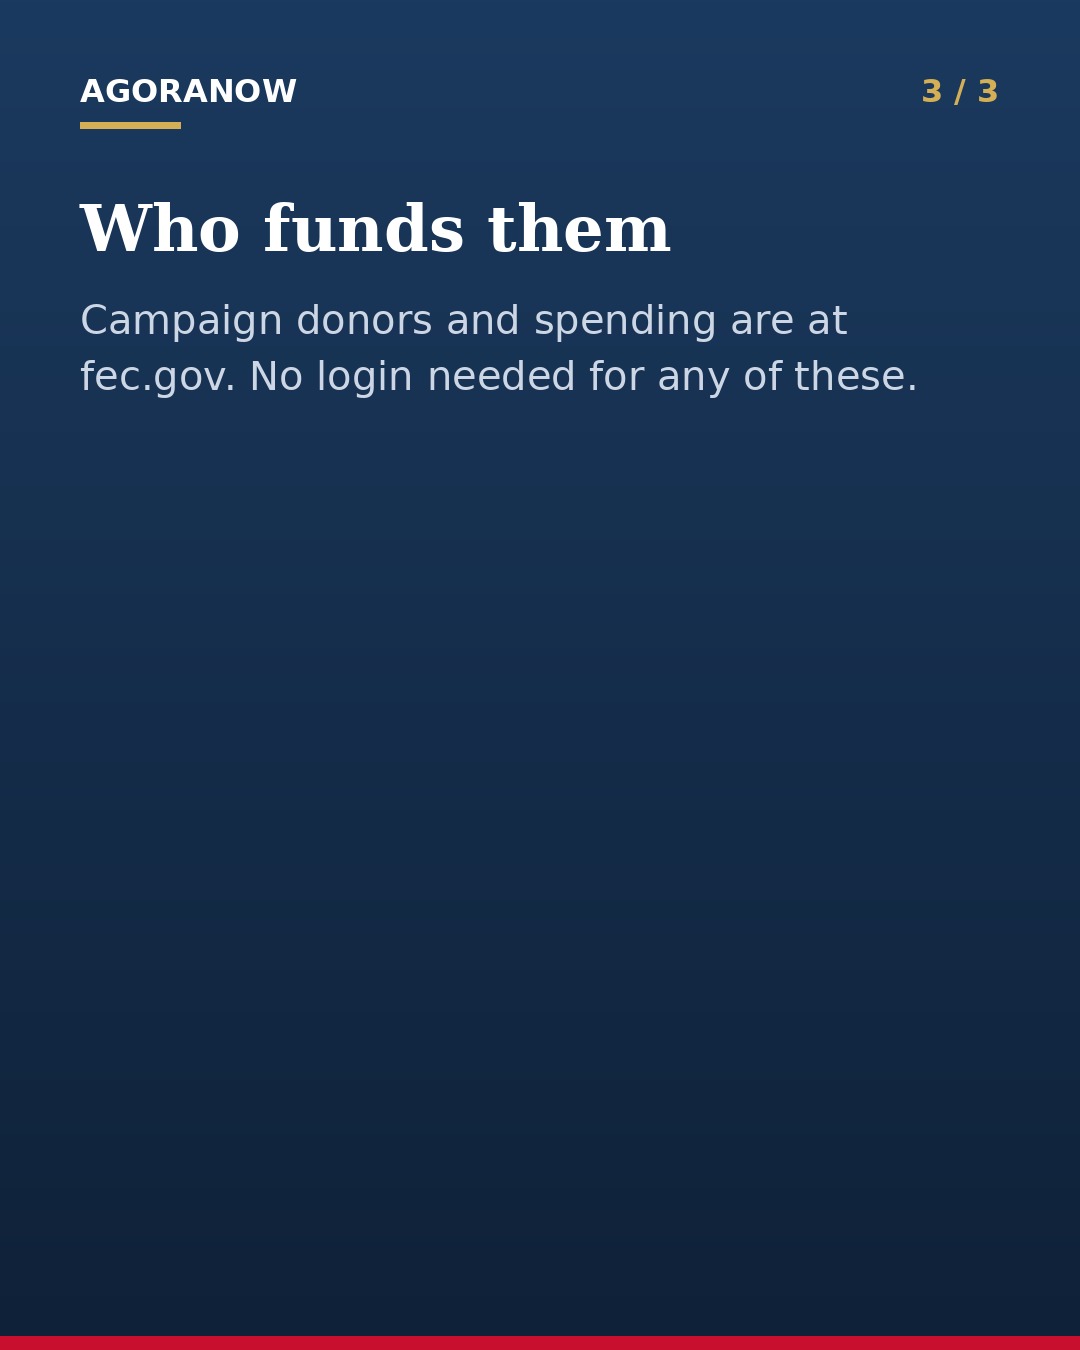 AGORANOW
3 / 3
Who funds them
Campaign donors and spending are at
fec.gov. No login needed for any of these.